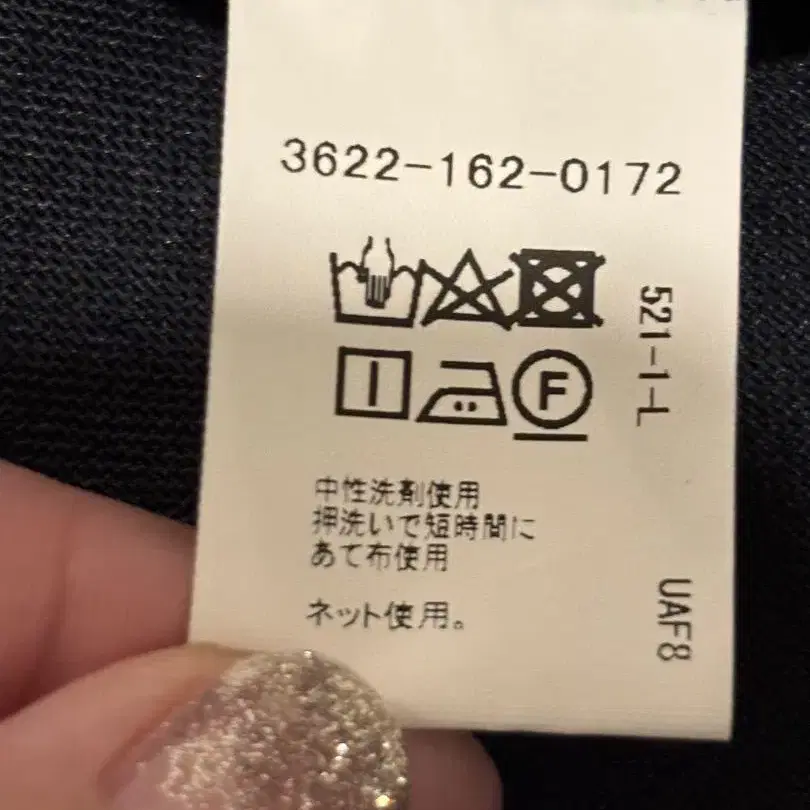 3622-162-0172
521-1-L
F
中性洗剤使用
押洗いで短時間に
あて布使用
ネット使用。
UAF8